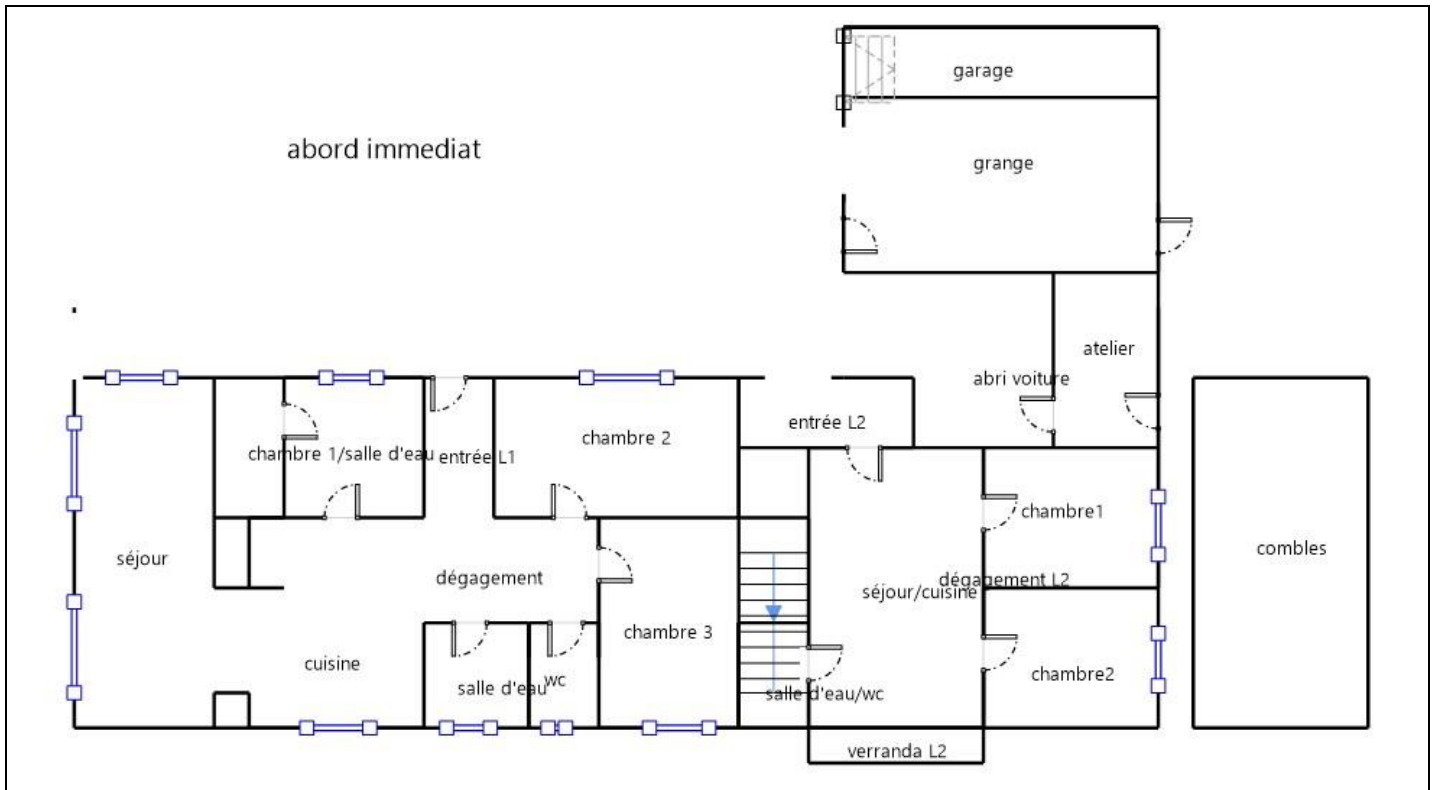 garage
abord immediat
grange
atelier
abri voiture
entrée L2
chambre 2
chambre 1/salle d'eau
entrée L1
chambre1
combles
séjour
dégagement
dégagement L2
séjour/cuisine
chambre 3
cuisine
chambre2
wc
salle d'eau
salle d'eau/wc
verranda L2